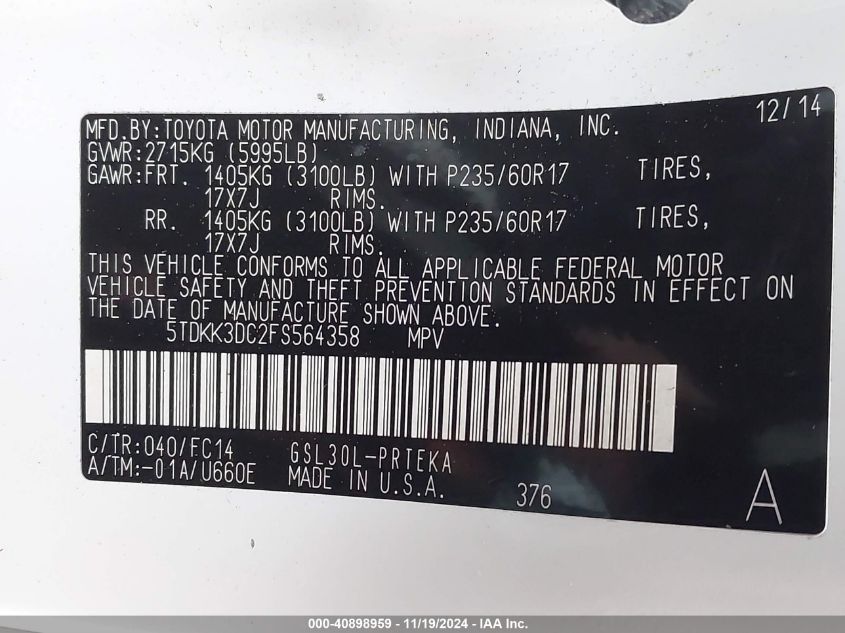 12/14
MFD.BY:TOYOTA MOTOR MANUFACTURING, INDIANA, INC.
GVWR:2715KG (5995LB)
GAWR:FRT. 1405KG (3100LB) WITH P235/60R17 TIRES,
17X7J RIMS.
RR. 1405KG (3100LB) WITH P235/60R17 TIRES,
17X7J RIMS.
THIS VEHICLE CONFORMS TO ALL APPLICABLE FEDERAL MOTOR
VEHICLE SAFETY AND THEFT PREVENTION STANDARDS IN EFFECT ON
THE DATE OF MANUFACTURE SHOWN ABOVE.
5TDKK3DC2FS564358 MPV
C/TR:040/FC14 GSL30L-PRTEKA
A/TM:-01A/U660E MADE IN U.S.A. 376 A
000-40898959 - 11/19/2024 - IAAI Inc.